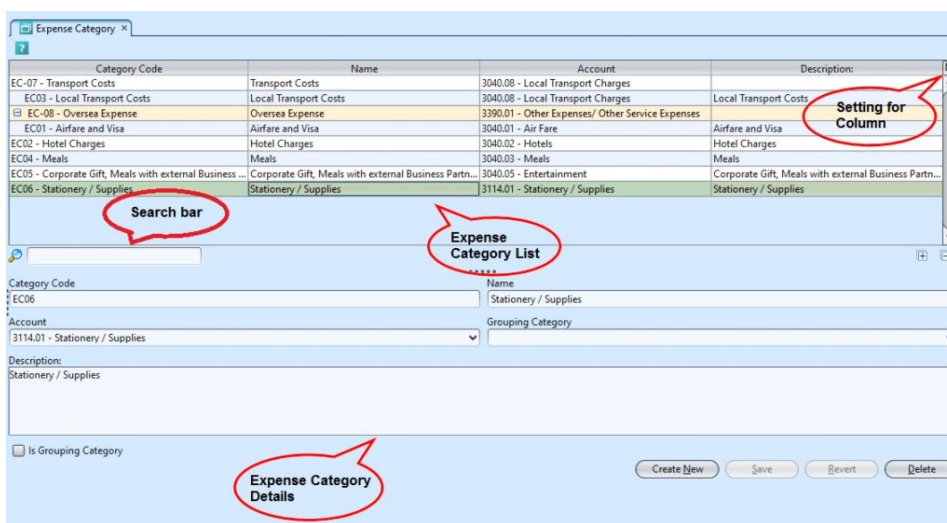 Expense Category
?
Category Code Name Account Description:
EC-07 - Transport Costs Transport Costs 3040.08 - Local Transport Charges
EC03 - Local Transport Costs Local Transport Costs 3040.08 - Local Transport Charges Local Transport Costs
EC-08 - Oversea Expense Oversea Expense 3390.01 - Other Expenses/ Other Service Expenses
EC01 - Airfare and Visa Airfare and Visa 3040.01 - Air Fare Airfare and Visa
EC02 - Hotel Charges Hotel Charges 3040.02 - Hotels Hotel Charges
EC04 - Meals Meals 3040.03 - Meals Meals
EC05 - Corporate Gift, Meals with external Business ... Corporate Gift, Meals with external Business Partn... 3040.05 - Entertainment Corporate Gift, Meals with external Business Partn...
EC06 - Stationery / Supplies Stationery / Supplies 3114.01 - Stationery / Supplies Stationery / Supplies
Setting for
Column
Search bar
Expense
Category List
Category Code Name
EC06 Stationery / Supplies
Account Grouping Category
3114.01 - Stationery / Supplies
Description:
Stationery / Supplies
Is Grouping Category
Create New Save Revert Delete
Expense Category
Details